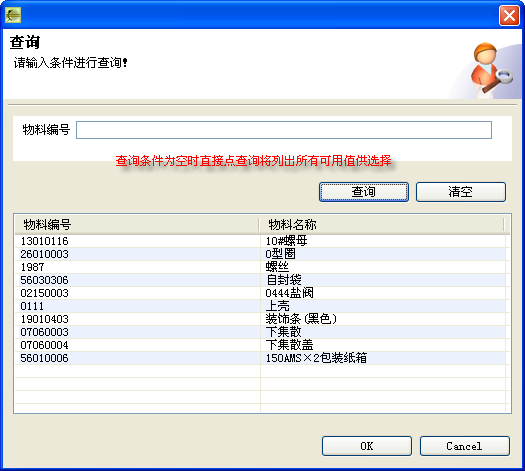 查询
请输入条件进行查询!
物料编号
查询条件为空时直接点查询将列出所有可用值供选择
查询 清空
物料编号 物料名称
13010116 10#螺母
26010003 O型圈
1987 螺丝
56030306 自封袋
02150003 0444盐阀
0111 上壳
19010403 装饰条(黑色)
07060003 下集散
07060004 下集散盖
56010006 150AMS×2包装纸箱
OK Cancel